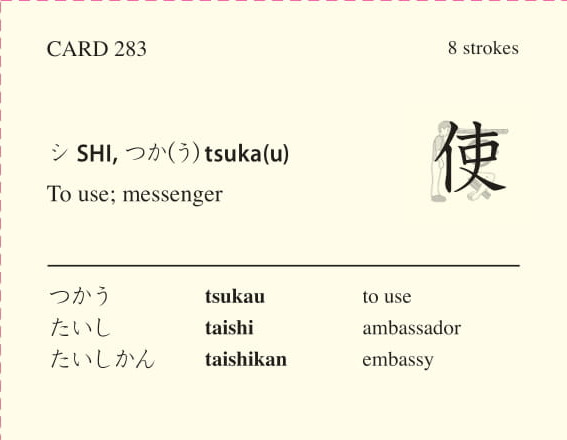 CARD 283 8 strokes
シ SHI, つか(う) tsuka(u)
使
To use; messenger
つかう tsukau to use
たいし taishi ambassador
たいしかん taishikan embassy